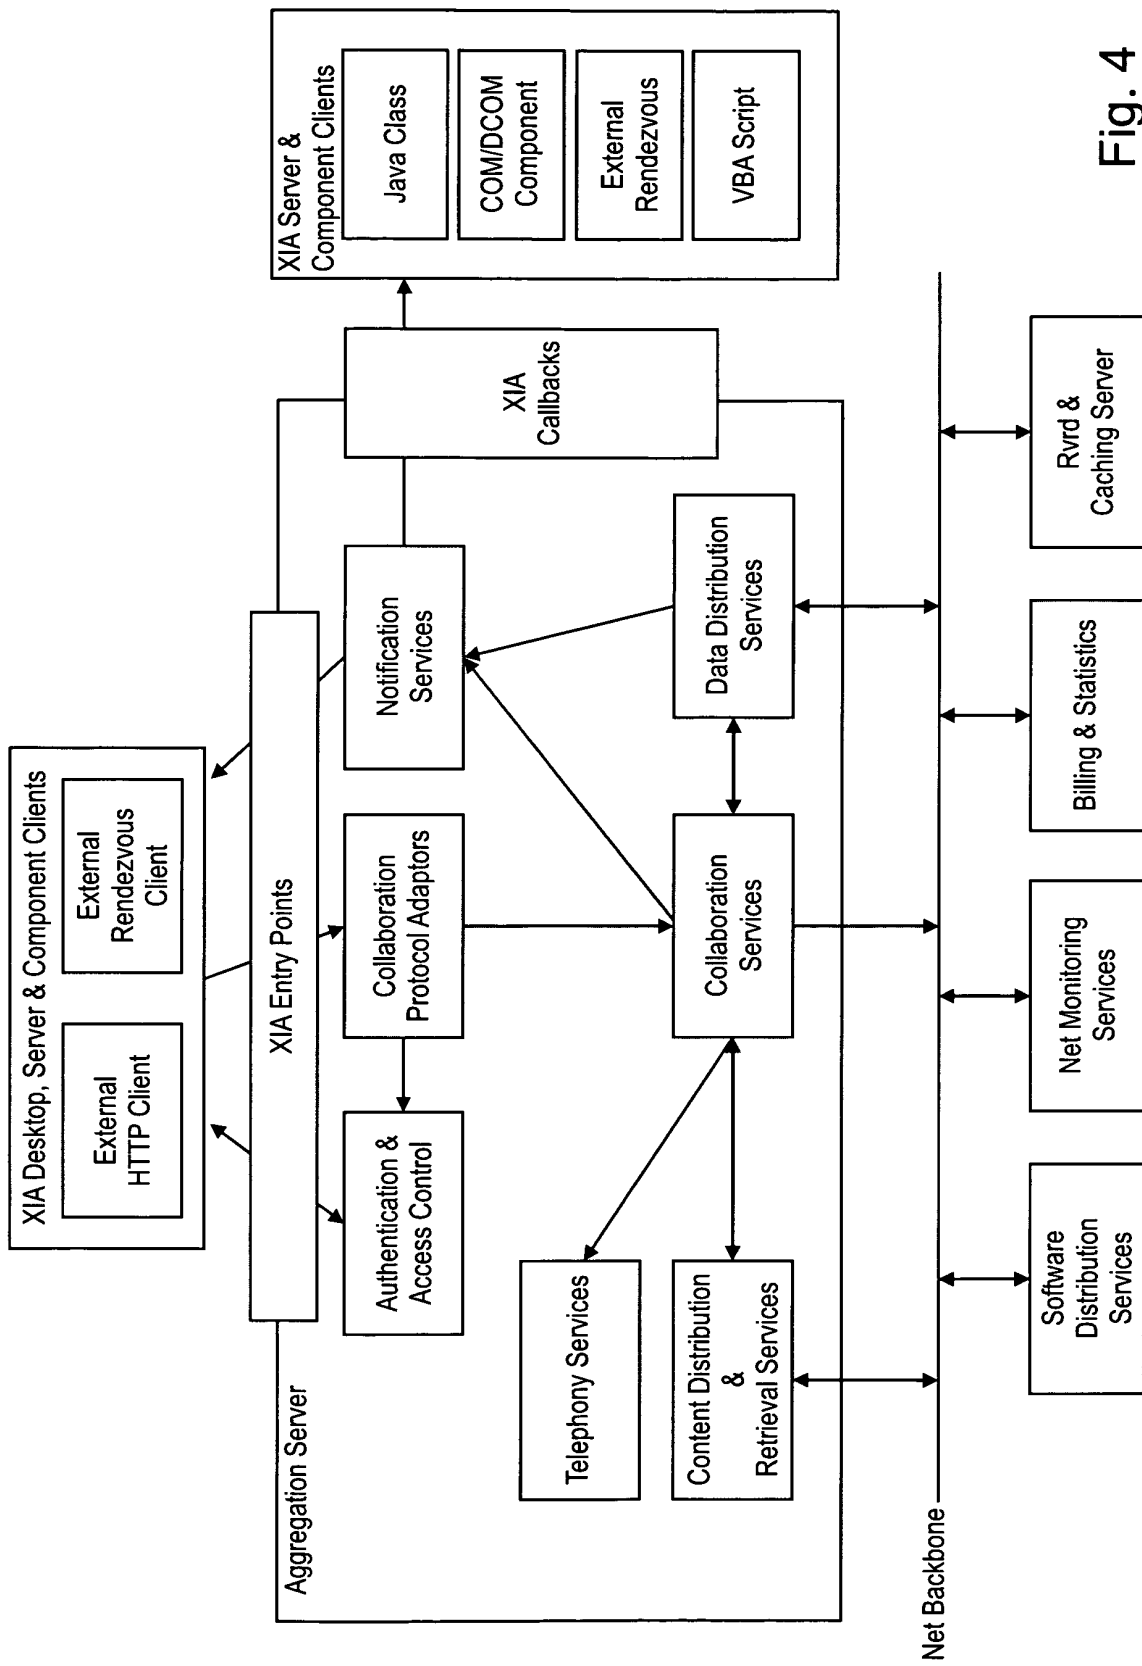 XIA Desktop, Server & Component Clients
External
HTTP Client
External
Rendezvous
Client
XIA Server &
Component Clients
Java Class
COM/DCOM
Component
External
Rendezvous
VBA Script
Aggregation Server
XIA Entry Points
XIA
Callbacks
Authentication &
Access Control
Collaboration
Protocol Adaptors
Notification
Services
Telephony Services
Content Distribution
&
Retrieval Services
Collaboration
Services
Data Distribution
Services
Net Backbone
Software
Distribution
Services
Net Monitoring
Services
Billing & Statistics
Rvrd &
Caching Server
Fig. 4